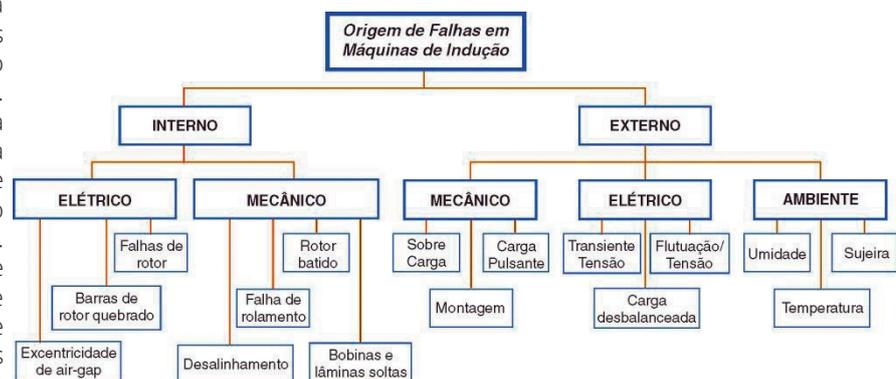 Origem de Falhas em
Máquinas de Indução
INTERNO
EXTERNO
ELÉTRICO
MECÂNICO
MECÂNICO
ELÉTRICO
AMBIENTE
Falhas de
rotor
Rotor
batido
Sobre
Carga
Carga
Pulsante
Transiente
Tensão
Flutuação/
Tensão
Umidade
Sujeira
Barras de
rotor quebrado
Falha de
rolamento
Montagem
Carga
desbalanceada
Temperatura
Excentricidade
de air-gap
Desalinhamento
Bobinas e
lâminas soltas